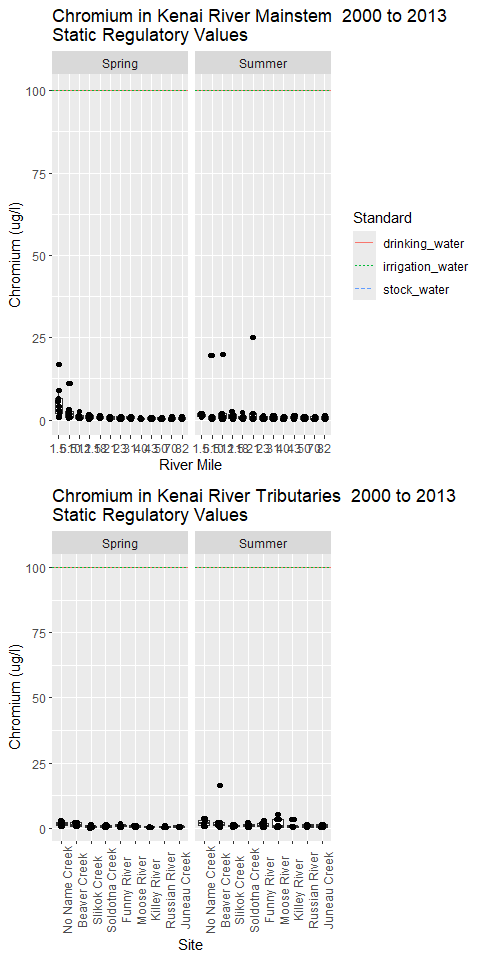 Chromium in Kenai River Mainstem  2000 to 2013
Static Regulatory Values
Spring
Summer
100
75
50
25
0
Chromium (ug/l)
River Mile
Standard
drinking_water
irrigation_water
stock_water
Chromium in Kenai River Tributaries  2000 to 2013
Static Regulatory Values
Spring
Summer
100
75
50
25
0
Chromium (ug/l)
No Name Creek
Beaver Creek
Slikok Creek
Soldotna Creek
Funny River
Moose River
Killey River
Russian River
Juneau Creek
No Name Creek
Beaver Creek
Slikok Creek
Soldotna Creek
Funny River
Moose River
Killey River
Russian River
Juneau Creek
Site